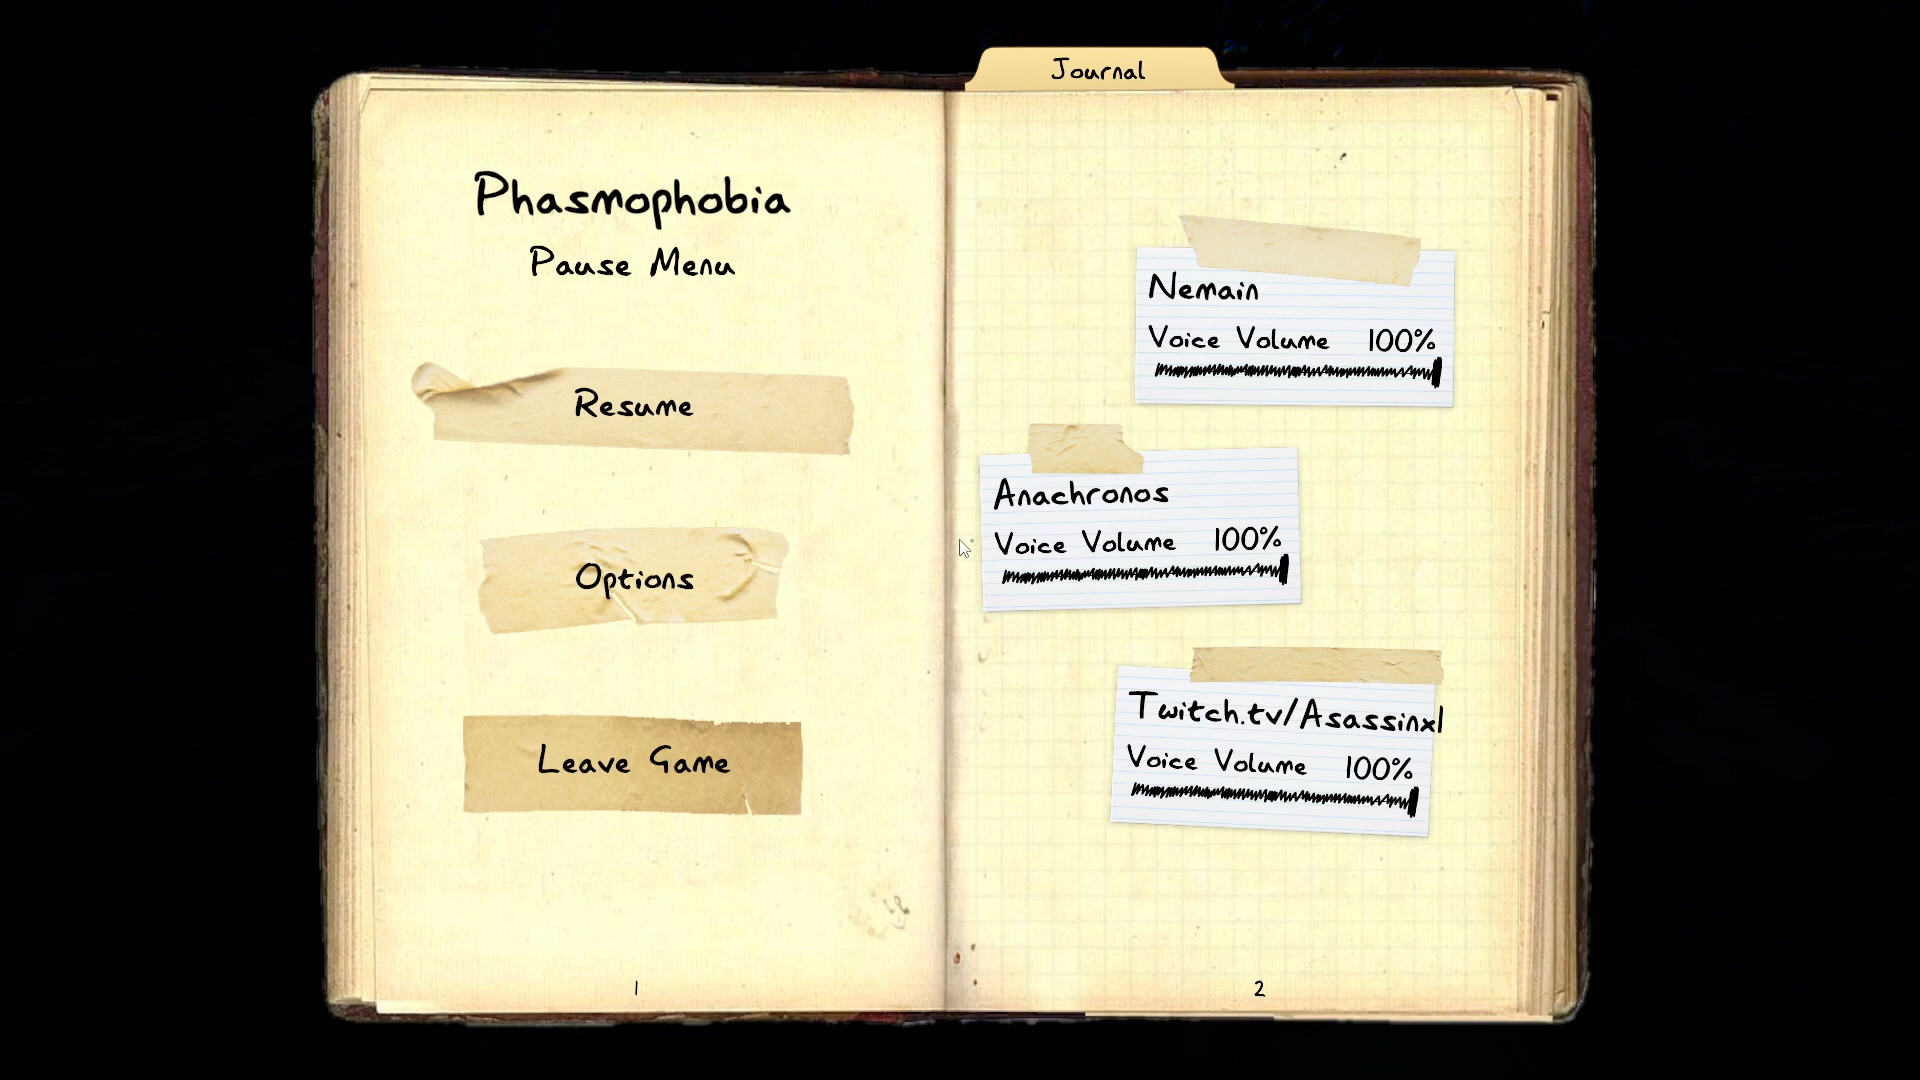 Journal
Phasmophobia
Pause Menu
Resume
Options
Leave Game
1
Nemain
Voice Volume 100%
Anachronos
Voice Volume 100%
Twitch.tv/Asassinxl
Voice Volume 100%
2